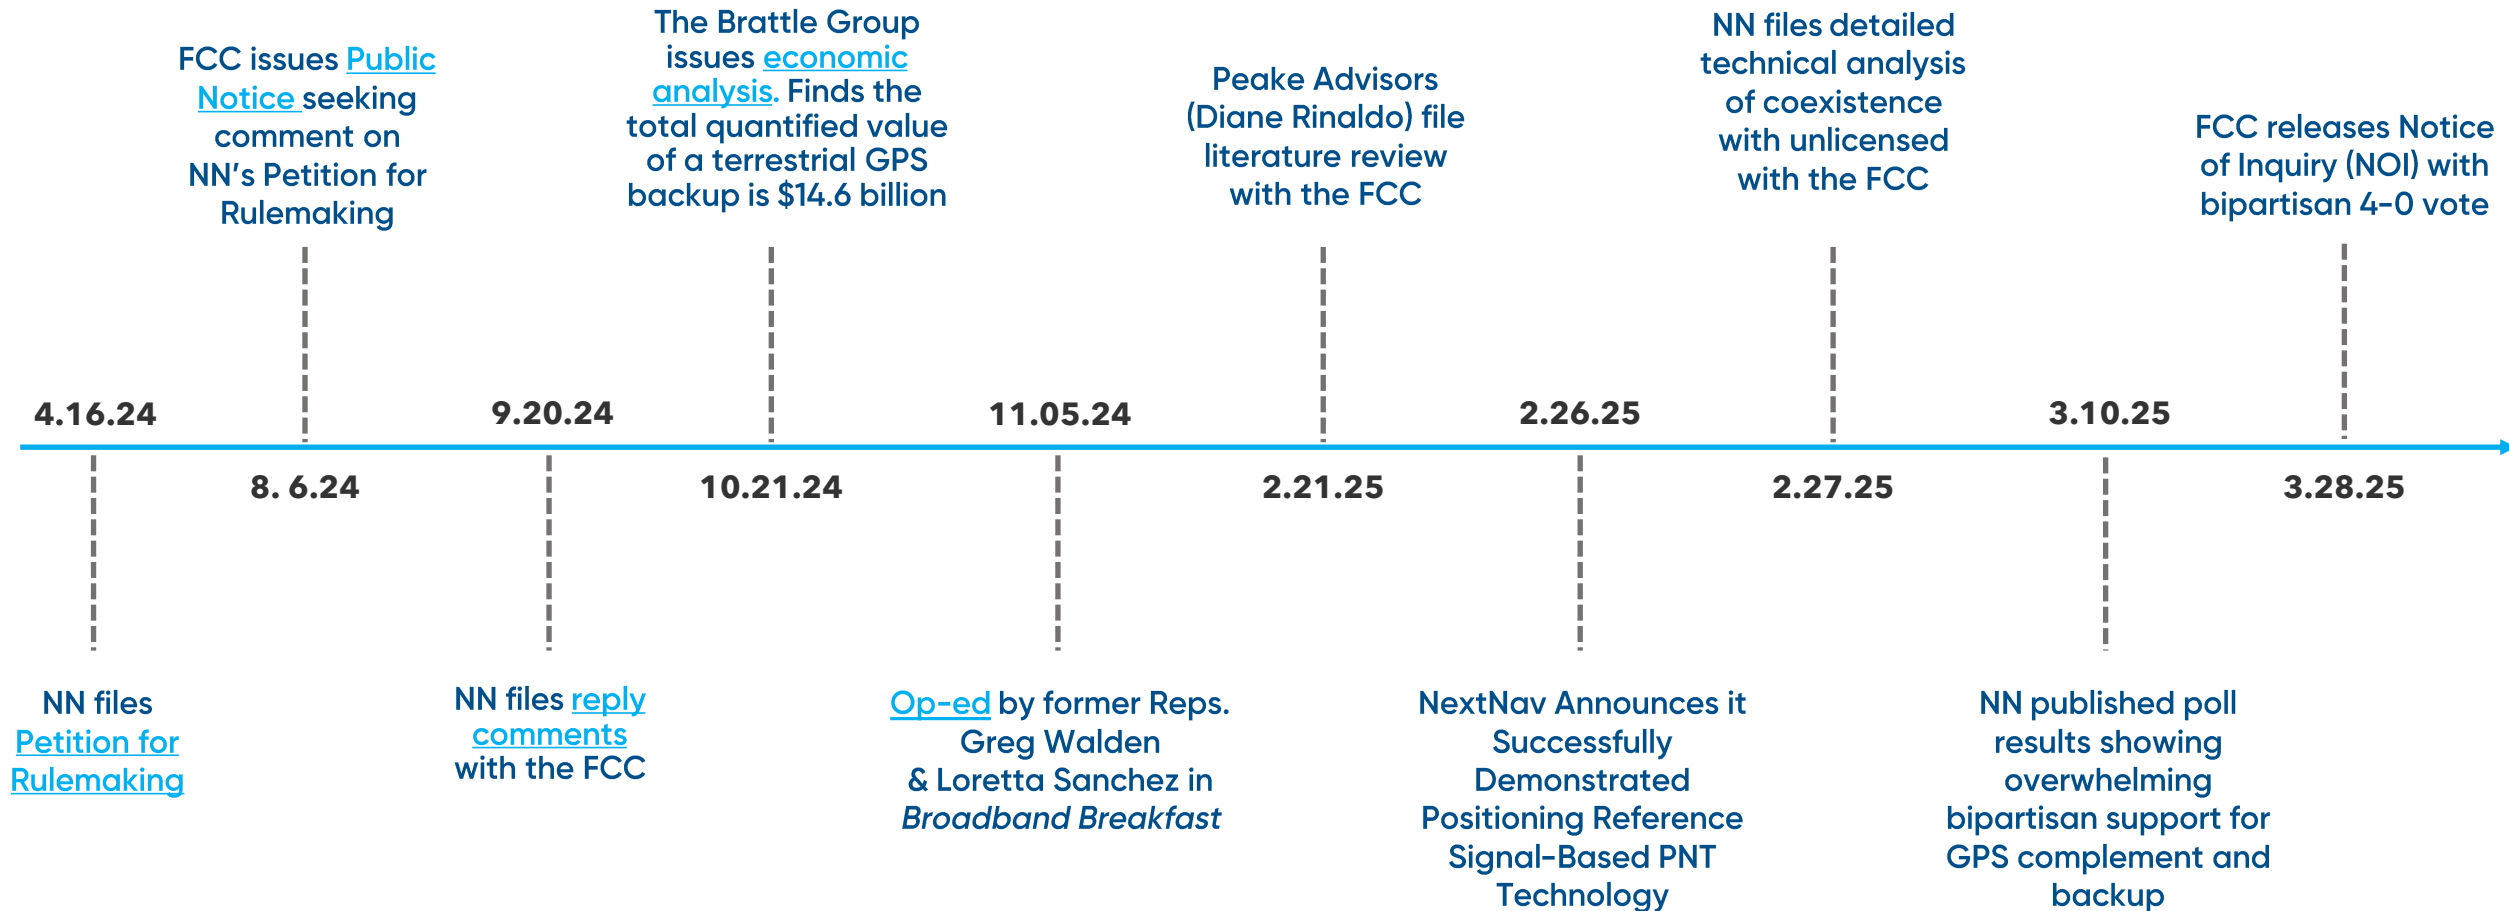 FCC issues Public
Notice seeking
comment on
NN's Petition for
Rulemaking
The Brattle Group
issues economic
analysis. Finds the
total quantified value
of a terrestrial GPS
backup is $14.6 billion
Peake Advisors
(Diane Rinaldo) file
literature review
with the FCC
NN files detailed
technical analysis
of coexistence
with unlicensed
with the FCC
FCC releases Notice
of Inquiry (NOI) with
bipartisan 4-0 vote
4.16.24
9.20.24
11.05.24
2.26.25
3.10.25
8. 6.24
10.21.24
2.21.25
2.27.25
3.28.25
NN files
Petition for
Rulemaking
NN files reply
comments
with the FCC
Op-ed by former Reps.
Greg Walden
& Loretta Sanchez in
Broadband Breakfast
NextNav Announces it
Successfully
Demonstrated
Positioning Reference
Signal-Based PNT
Technology
NN published poll
results showing
overwhelming
bipartisan support for
GPS complement and
backup